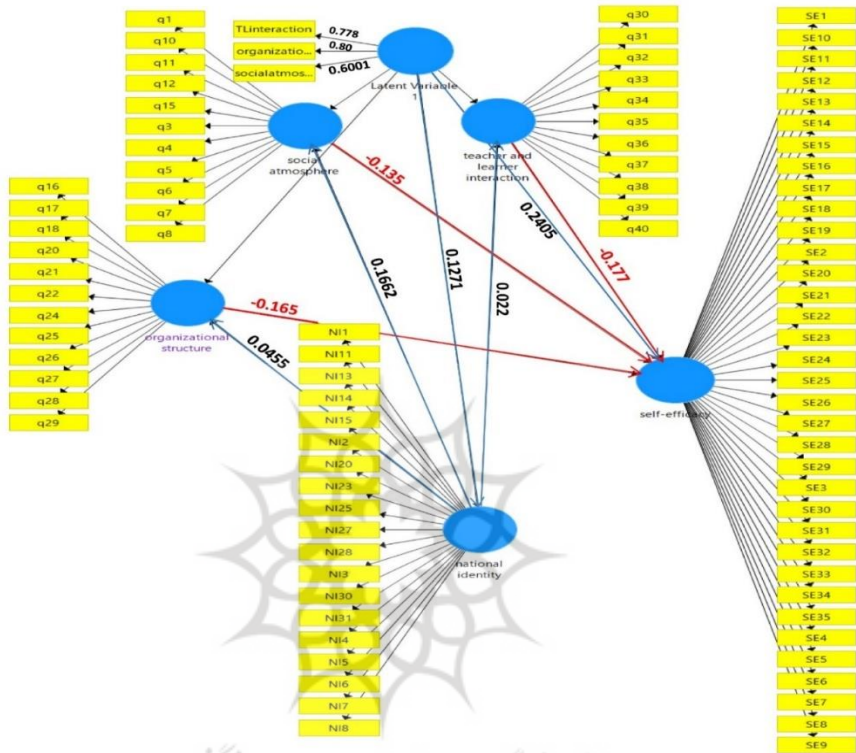 q1
q10
q11
q12
q15
q3
q4
q5
q6
q7
q8
TLinteraction
organizatio...
socialatmos...
0.778
0.80
0.6001
Latent Variable
1
q30
q31
q32
q33
q34
q35
q36
q37
q38
q39
q40
social
atmosphere
teacher and
learner
interaction
-0.135
0.2405
-0.177
0.1271
0.1662
0.022
q16
q17
q18
q20
q21
q22
q24
q25
q26
q27
q28
q29
organizational
structure
-0.165
0.0455
NI1
NI11
NI13
NI14
NI15
NI2
NI20
NI23
NI25
NI27
NI28
NI3
NI30
NI31
NI4
NI5
NI6
NI7
NI8
national
identity
self-efficacy
SE1
SE10
SE11
SE12
SE13
SE14
SE15
SE16
SE17
SE18
SE19
SE2
SE20
SE21
SE22
SE23
SE24
SE25
SE26
SE27
SE28
SE29
SE3
SE30
SE31
SE32
SE33
SE34
SE35
SE4
SE5
SE6
SE7
SE8
SE9